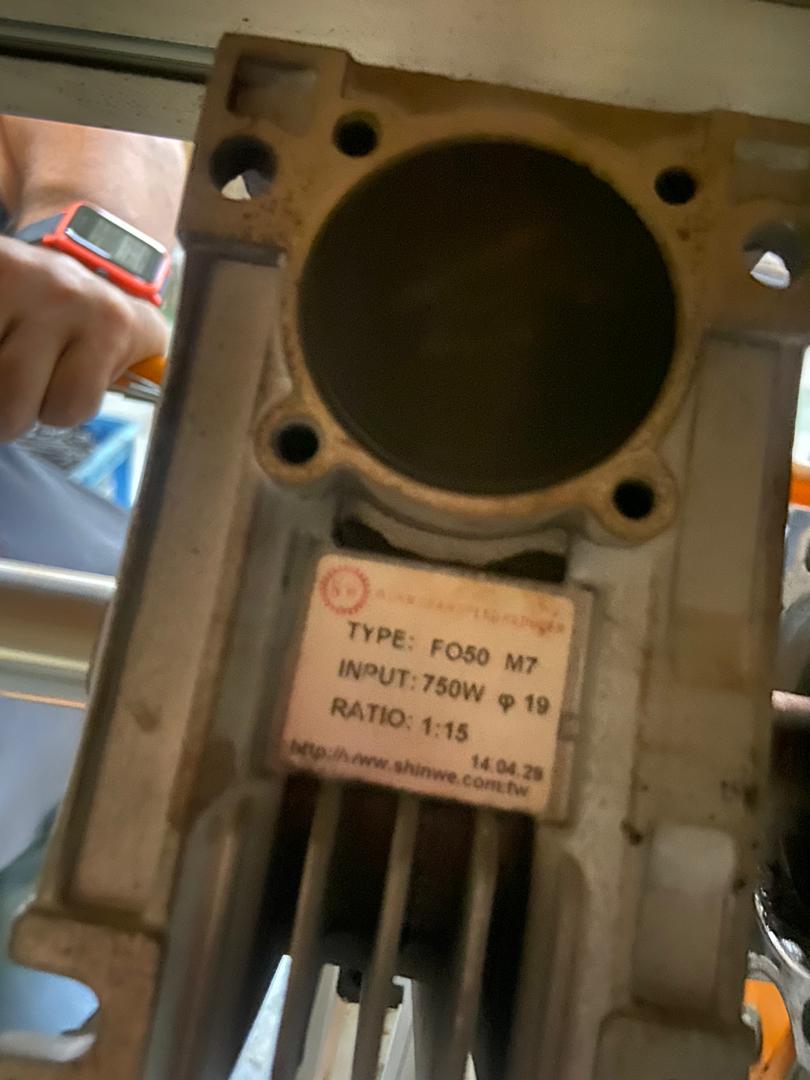 TYPE: FO50 M7
INPUT: 750W φ 19
RATIO: 1:15
14.04.29
http://www.shinwe.com.tw